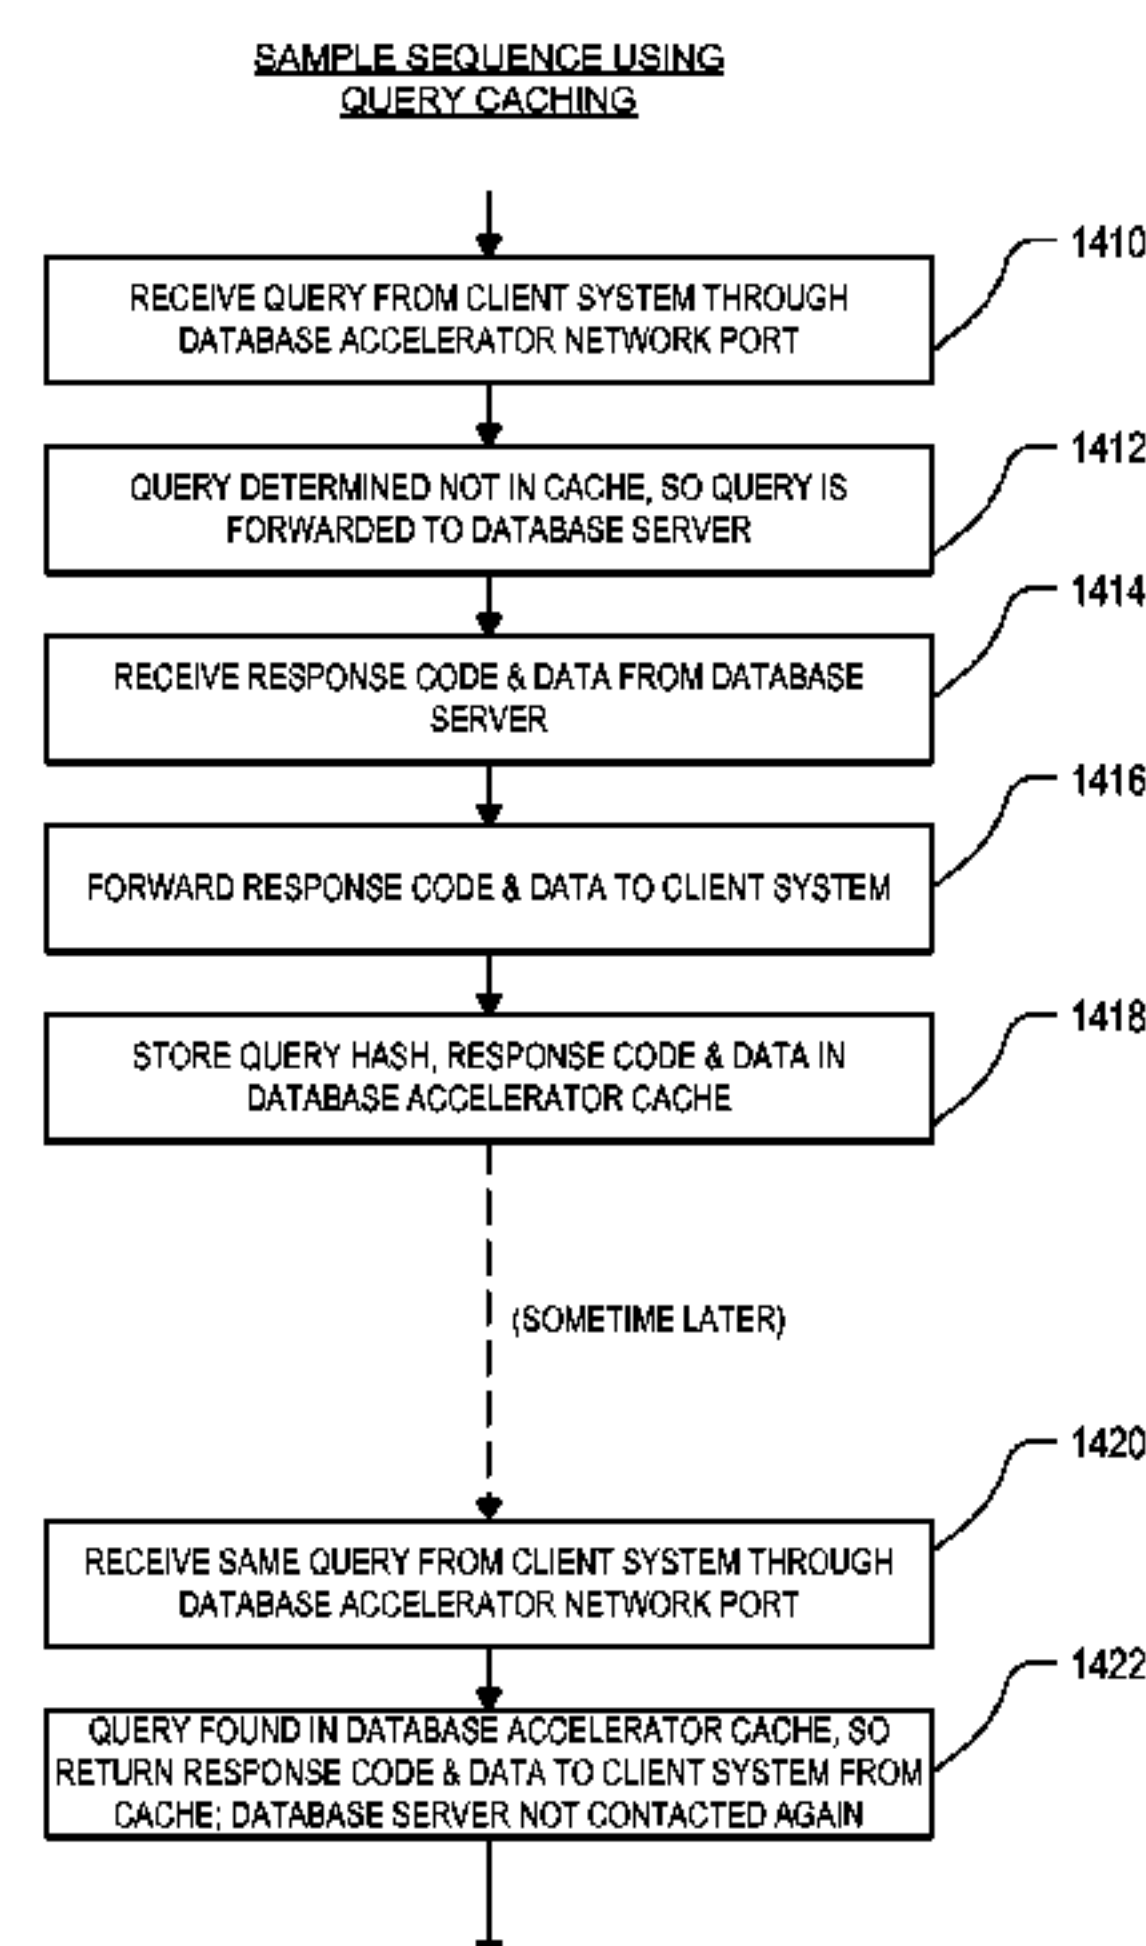 SAMPLE SEQUENCE USING
QUERY CACHING
1410
RECEIVE QUERY FROM CLIENT SYSTEM THROUGH
DATABASE ACCELERATOR NETWORK PORT
1412
QUERY DETERMINED NOT IN CACHE, SO QUERY IS
FORWARDED TO DATABASE SERVER
1414
RECEIVE RESPONSE CODE & DATA FROM DATABASE
SERVER
1416
FORWARD RESPONSE CODE & DATA TO CLIENT SYSTEM
1418
STORE QUERY HASH, RESPONSE CODE & DATA IN
DATABASE ACCELERATOR CACHE
(SOMETIME LATER)
1420
RECEIVE SAME QUERY FROM CLIENT SYSTEM THROUGH
DATABASE ACCELERATOR NETWORK PORT
1422
QUERY FOUND IN DATABASE ACCELERATOR CACHE, SO
RETURN RESPONSE CODE & DATA TO CLIENT SYSTEM FROM
CACHE; DATABASE SERVER NOT CONTACTED AGAIN